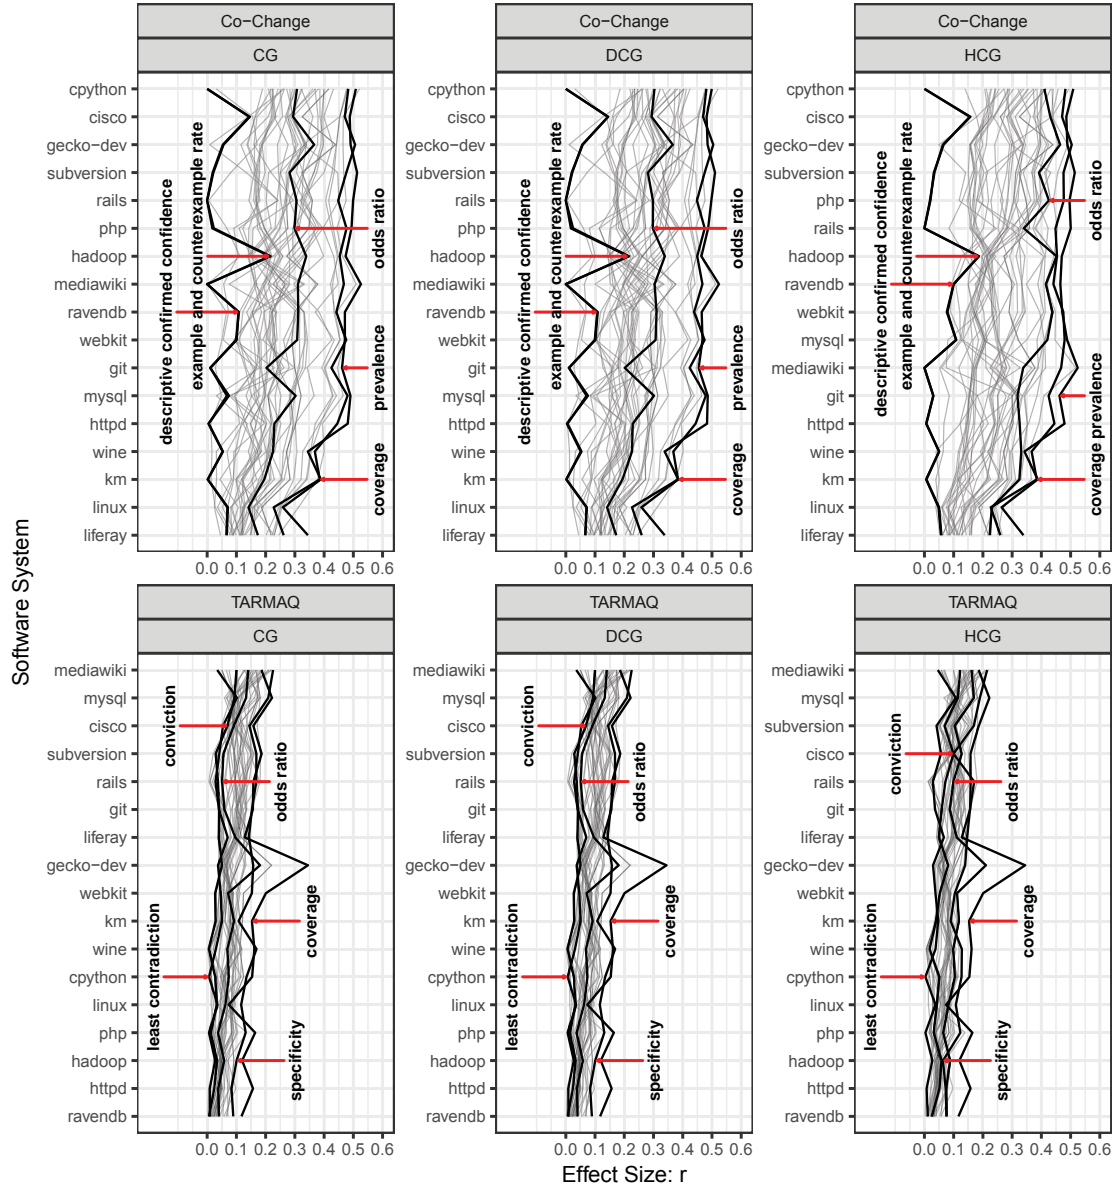 Co−Change
CG
cpython
cisco
gecko−dev
subversion
rails
php
hadoop
mediawiki
ravendb
webkit
git
mysql
httpd
wine
km
linux
liferay
descriptive confirmed confidence
example and counterexample rate
odds ratio
prevalence
coverage
0.0 0.1 0.2 0.3 0.4 0.5 0.6
Co−Change
DCG
cpython
cisco
gecko−dev
subversion
rails
php
hadoop
mediawiki
ravendb
webkit
git
mysql
httpd
wine
km
linux
liferay
descriptive confirmed confidence
example and counterexample rate
odds ratio
prevalence
coverage
0.0 0.1 0.2 0.3 0.4 0.5 0.6
Co−Change
HCG
cpython
cisco
gecko−dev
subversion
php
rails
hadoop
ravendb
webkit
mysql
mediawiki
git
httpd
wine
km
linux
liferay
descriptive confirmed confidence
example and counterexample rate
odds ratio
coverage prevalence
0.0 0.1 0.2 0.3 0.4 0.5 0.6
Software System
TARMAQ
CG
mediawiki
mysql
cisco
subversion
rails
git
liferay
gecko−dev
webkit
km
wine
cpython
linux
php
hadoop
httpd
ravendb
conviction
odds ratio
coverage
least contradiction
specificity
0.0 0.1 0.2 0.3 0.4 0.5 0.6
TARMAQ
DCG
mediawiki
mysql
cisco
subversion
rails
git
liferay
gecko−dev
webkit
km
wine
cpython
linux
php
hadoop
httpd
ravendb
conviction
odds ratio
coverage
least contradiction
specificity
0.0 0.1 0.2 0.3 0.4 0.5 0.6
TARMAQ
HCG
mediawiki
mysql
subversion
cisco
rails
git
liferay
gecko−dev
webkit
km
wine
cpython
linux
php
hadoop
httpd
ravendb
conviction
odds ratio
coverage
least contradiction
specificity
0.0 0.1 0.2 0.3 0.4 0.5 0.6
Effect Size: r